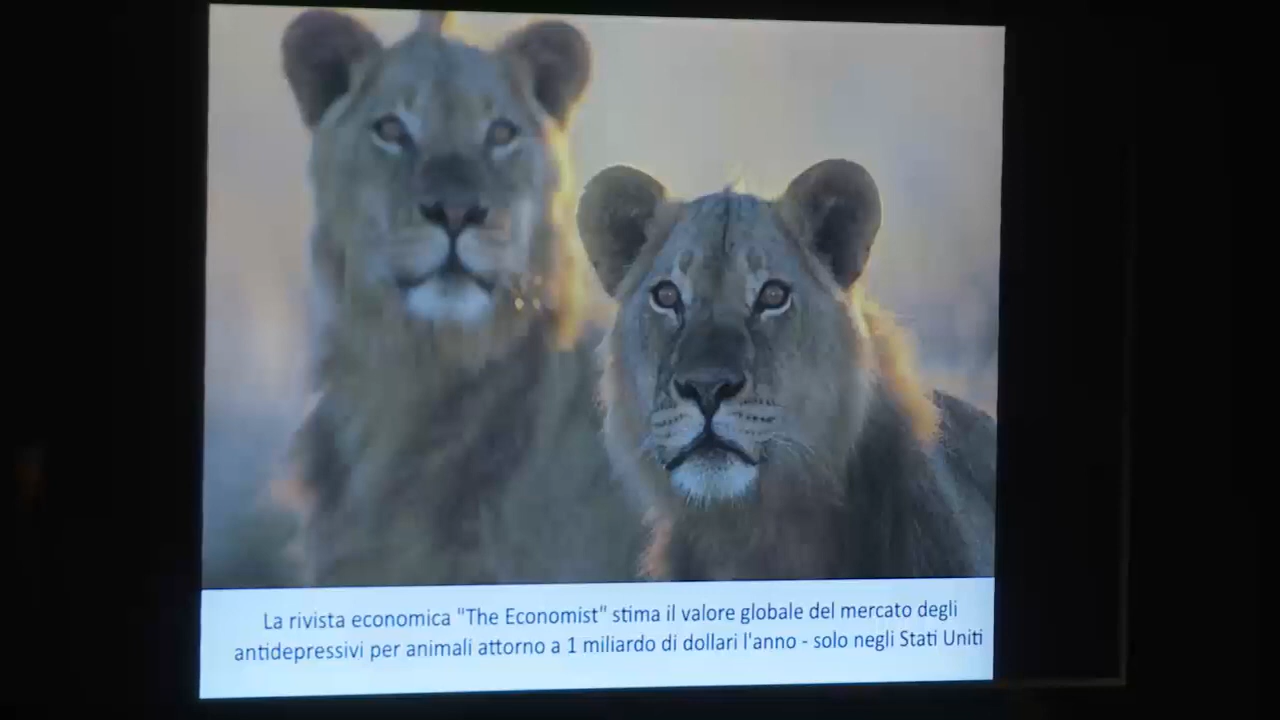 La rivista economica "The Economist" stima il valore globale del mercato degli
antidepressivi per animali attorno a 1 miliardo di dollari l'anno - solo negli Stati Uniti